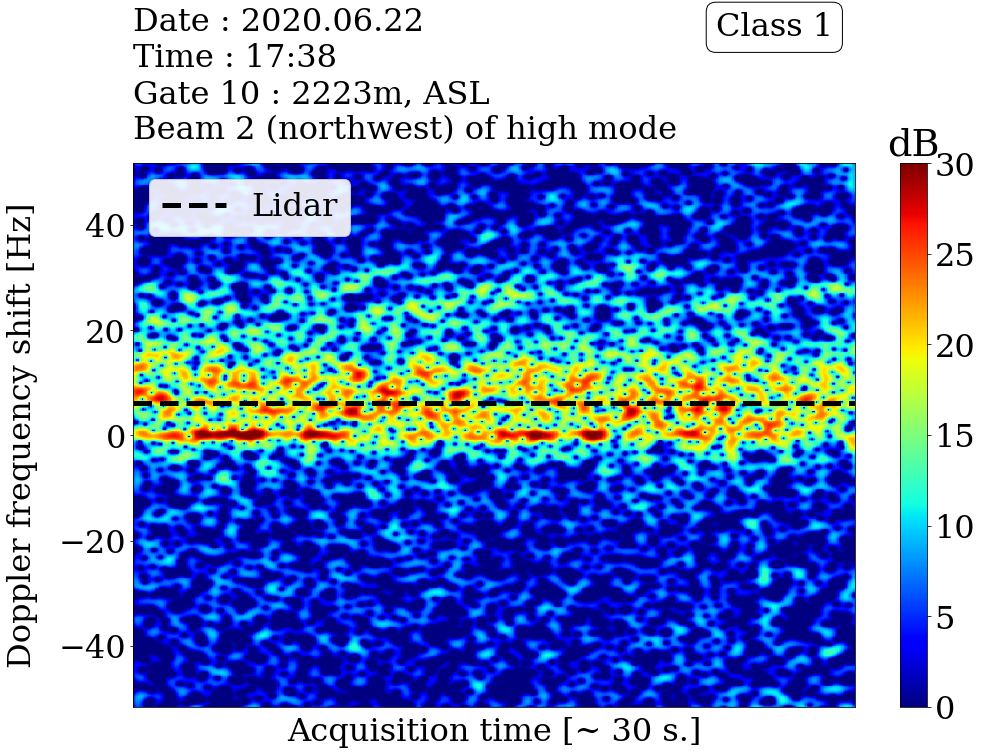 Date : 2020.06.22
Time : 17:38
Gate 10 : 2223m, ASL
Beam 2 (northwest) of high mode
Class 1
dB
Lidar
Doppler frequency shift [Hz]
40
20
0
−20
−40
Acquisition time [~ 30 s.]
30
25
20
15
10
5
0